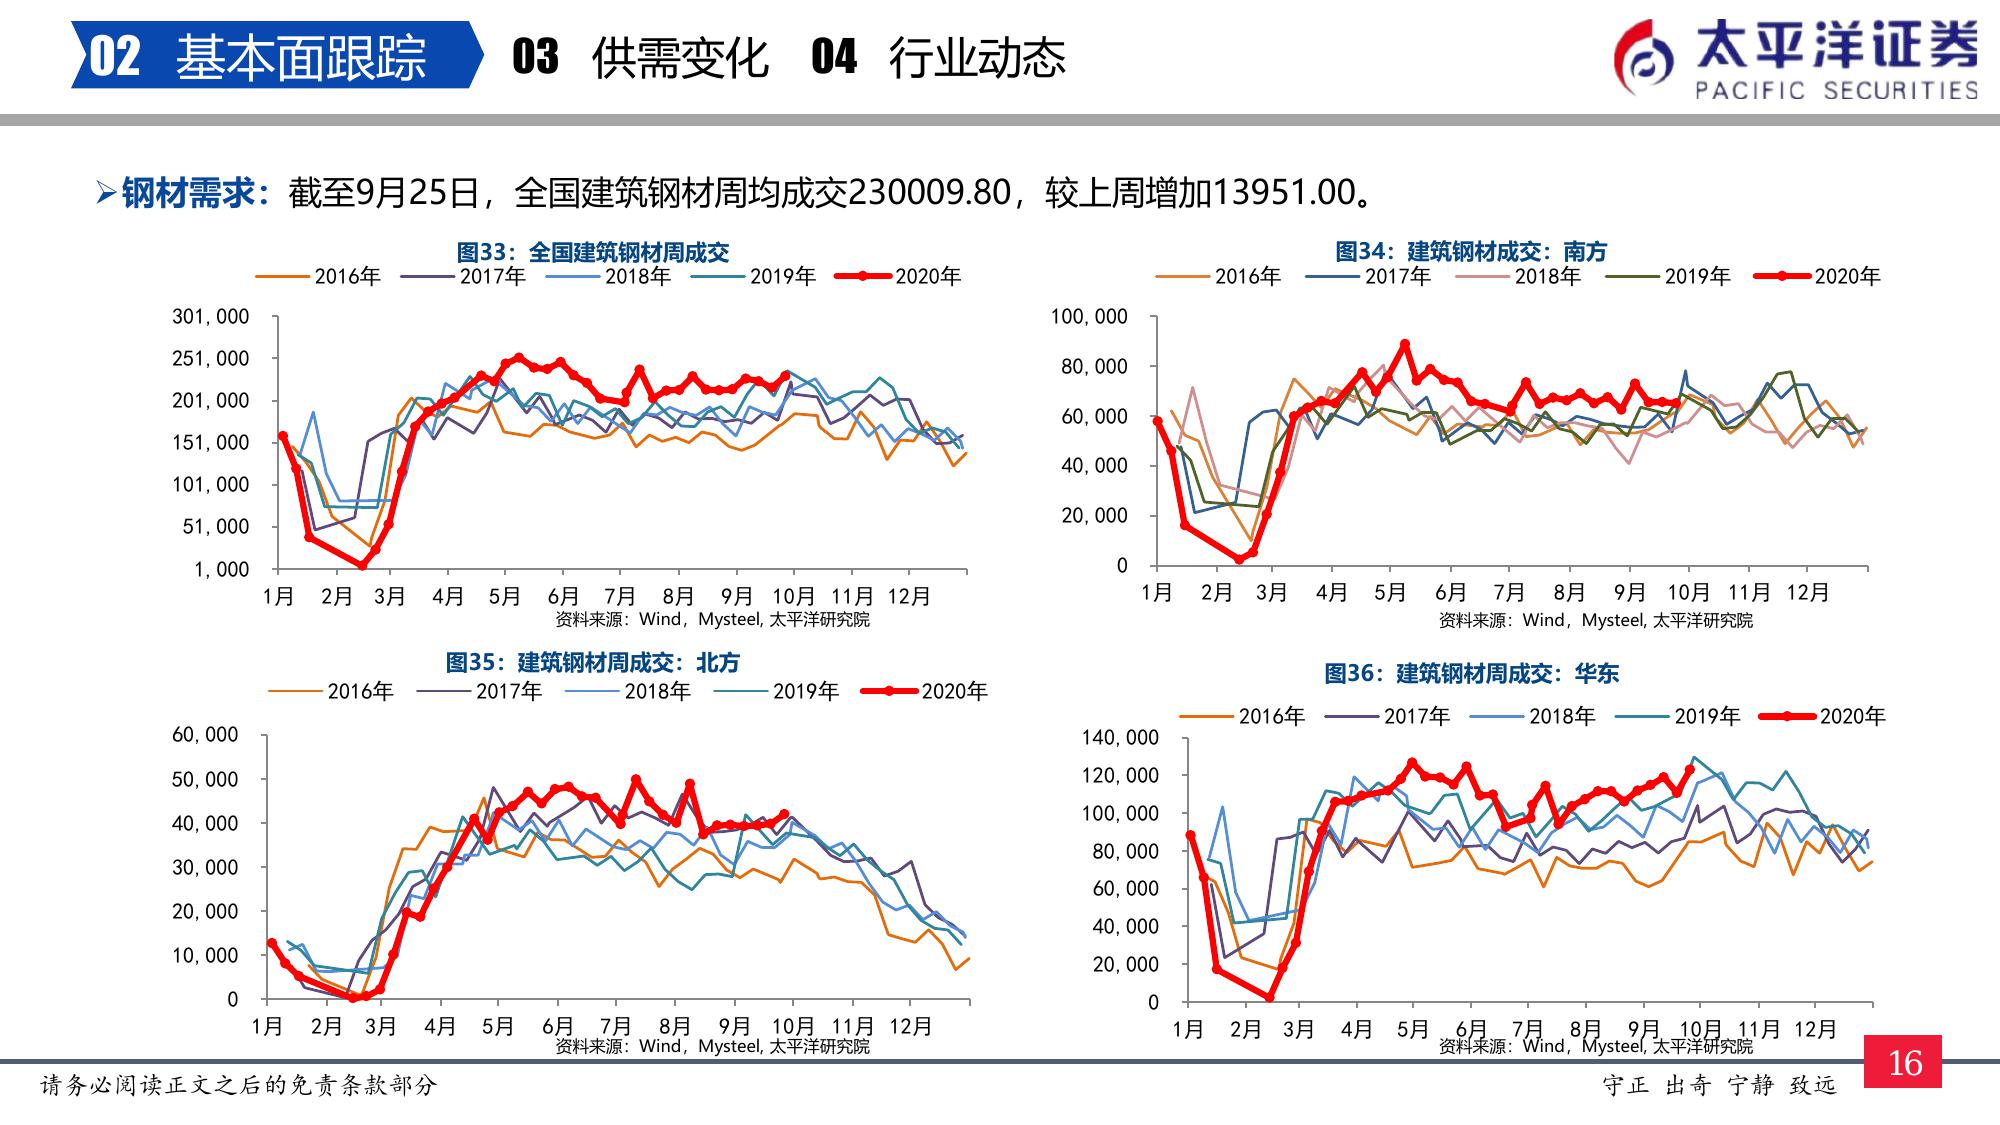 02 基本面跟踪 03 供需变化 04 行业动态
太平洋证券
PACIFIC SECURITIES
➢钢材需求：截至9月25日，全国建筑钢材周均成交230009.80，较上周增加13951.00。
图33：全国建筑钢材周成交
2016年 2017年 2018年 2019年 2020年
301,000
251,000
201,000
151,000
101,000
51,000
1,000
1月 2月 3月 4月 5月 6月 7月 8月 9月 10月 11月 12月
资料来源：Wind，Mysteel, 太平洋研究院
图34：建筑钢材成交：南方
2016年 2017年 2018年 2019年 2020年
100,000
80,000
60,000
40,000
20,000
0
1月 2月 3月 4月 5月 6月 7月 8月 9月 10月 11月 12月
资料来源：Wind，Mysteel, 太平洋研究院
图35：建筑钢材周成交：北方
2016年 2017年 2018年 2019年 2020年
60,000
50,000
40,000
30,000
20,000
10,000
0
1月 2月 3月 4月 5月 6月 7月 8月 9月 10月 11月 12月
资料来源：Wind，Mysteel, 太平洋研究院
图36：建筑钢材周成交：华东
2016年 2017年 2018年 2019年 2020年
140,000
120,000
100,000
80,000
60,000
40,000
20,000
0
1月 2月 3月 4月 5月 6月 7月 8月 9月 10月 11月 12月
资料来源：Wind，Mysteel, 太平洋研究院
请务必阅读正文之后的免责条款部分
守正 出奇 宁静 致远
16